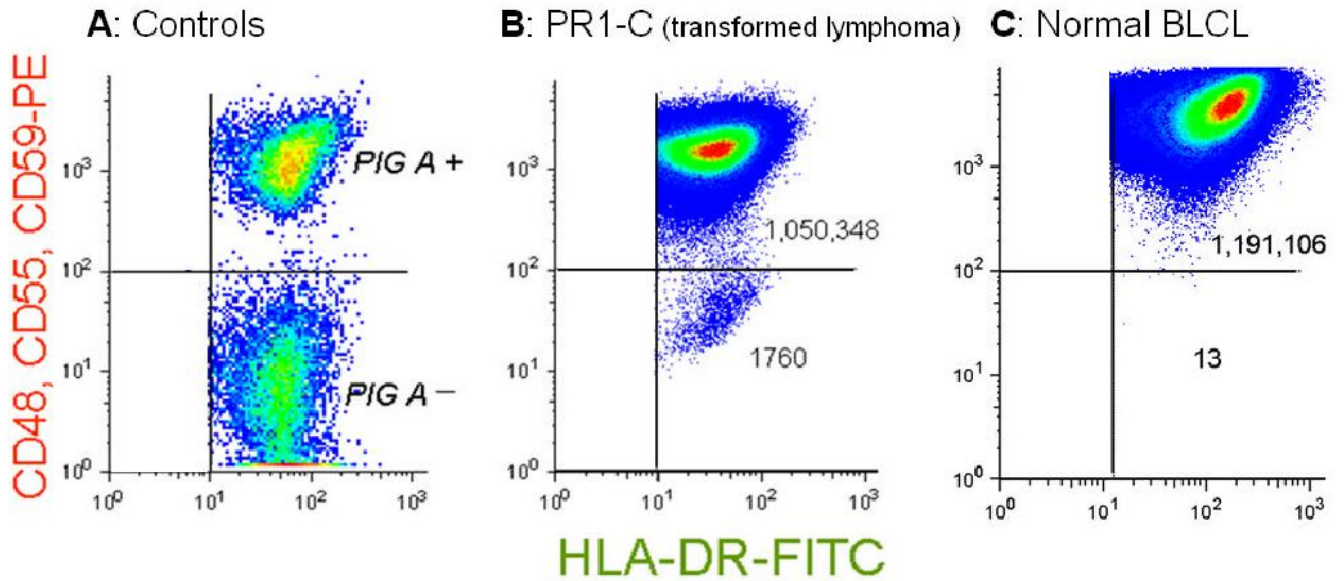 A: Controls
B: PR1-C (transformed lymphoma)
C: Normal BLCL
CD48, CD55, CD59-PE
10³
10²
10¹
10⁰
10⁰ 10¹ 10² 10³
PIG A +
PIG A −
10³
10²
10¹
10⁰
10⁰ 10¹ 10² 10³
1,050,348
1760
10³
10²
10¹
10⁰
10⁰ 10¹ 10² 10³
1,191,106
13
HLA-DR-FITC